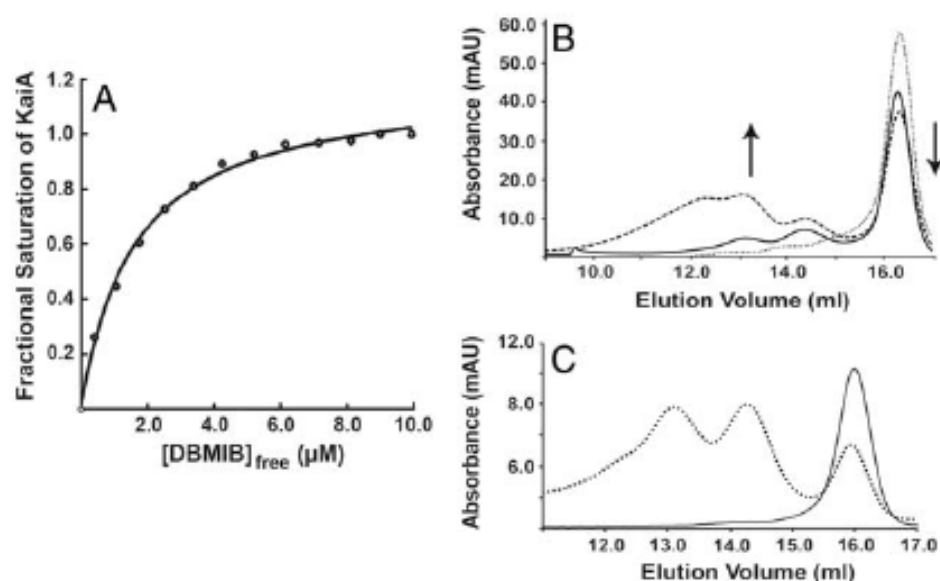 A
Fractional Saturation of KaiA
1.2
1.0
0.8
0.6
0.4
0.2
2.0 4.0 6.0 8.0 10.0
[DBMIB]free (µM)
B
Absorbance (mAU)
60.0
50.0
40.0
30.0
20.0
10.0
10.0 12.0 14.0 16.0
Elution Volume (ml)
C
Absorbance (mAU)
12.0
10.0
8.0
6.0
12.0 13.0 14.0 15.0 16.0 17.0
Elution Volume (ml)